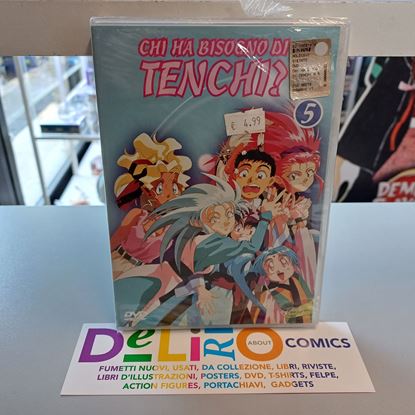 CHI HA BISOGNO DI
TENCHI?
€ 4.99
5
DVD
DeLiRiO ABOUT COMICS
FUMETTI NUOVI, USATI, DA COLLEZIONE, LIBRI, RIVISTE,
LIBRI D'ILLUSTRAZIONI, POSTERS, DVD, T-SHIRTS, FELPE,
ACTION FIGURES, PORTACHIAVI, GADGETS